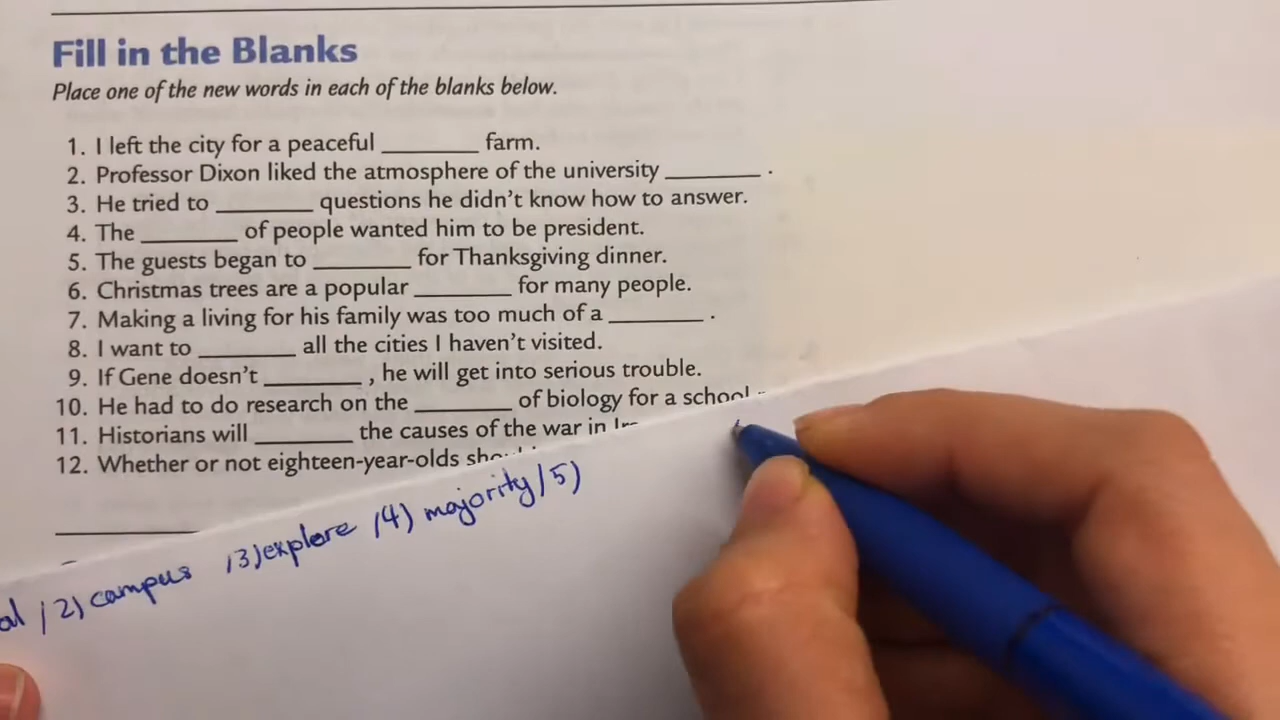 Fill in the Blanks
Place one of the new words in each of the blanks below.
1. I left the city for a peaceful ________ farm.
2. Professor Dixon liked the atmosphere of the university ________ .
3. He tried to ________ questions he didn't know how to answer.
4. The ________ of people wanted him to be president.
5. The guests began to ________ for Thanksgiving dinner.
6. Christmas trees are a popular ________ for many people.
7. Making a living for his family was too much of a ________ .
8. I want to ________ all the cities I haven't visited.
9. If Gene doesn't ________ , he will get into serious trouble.
10. He had to do research on the ________ of biology for a school
11. Historians will ________ the causes of the war in
12. Whether or not eighteen-year-olds
/2) campus /3) explore /4) majority /5)